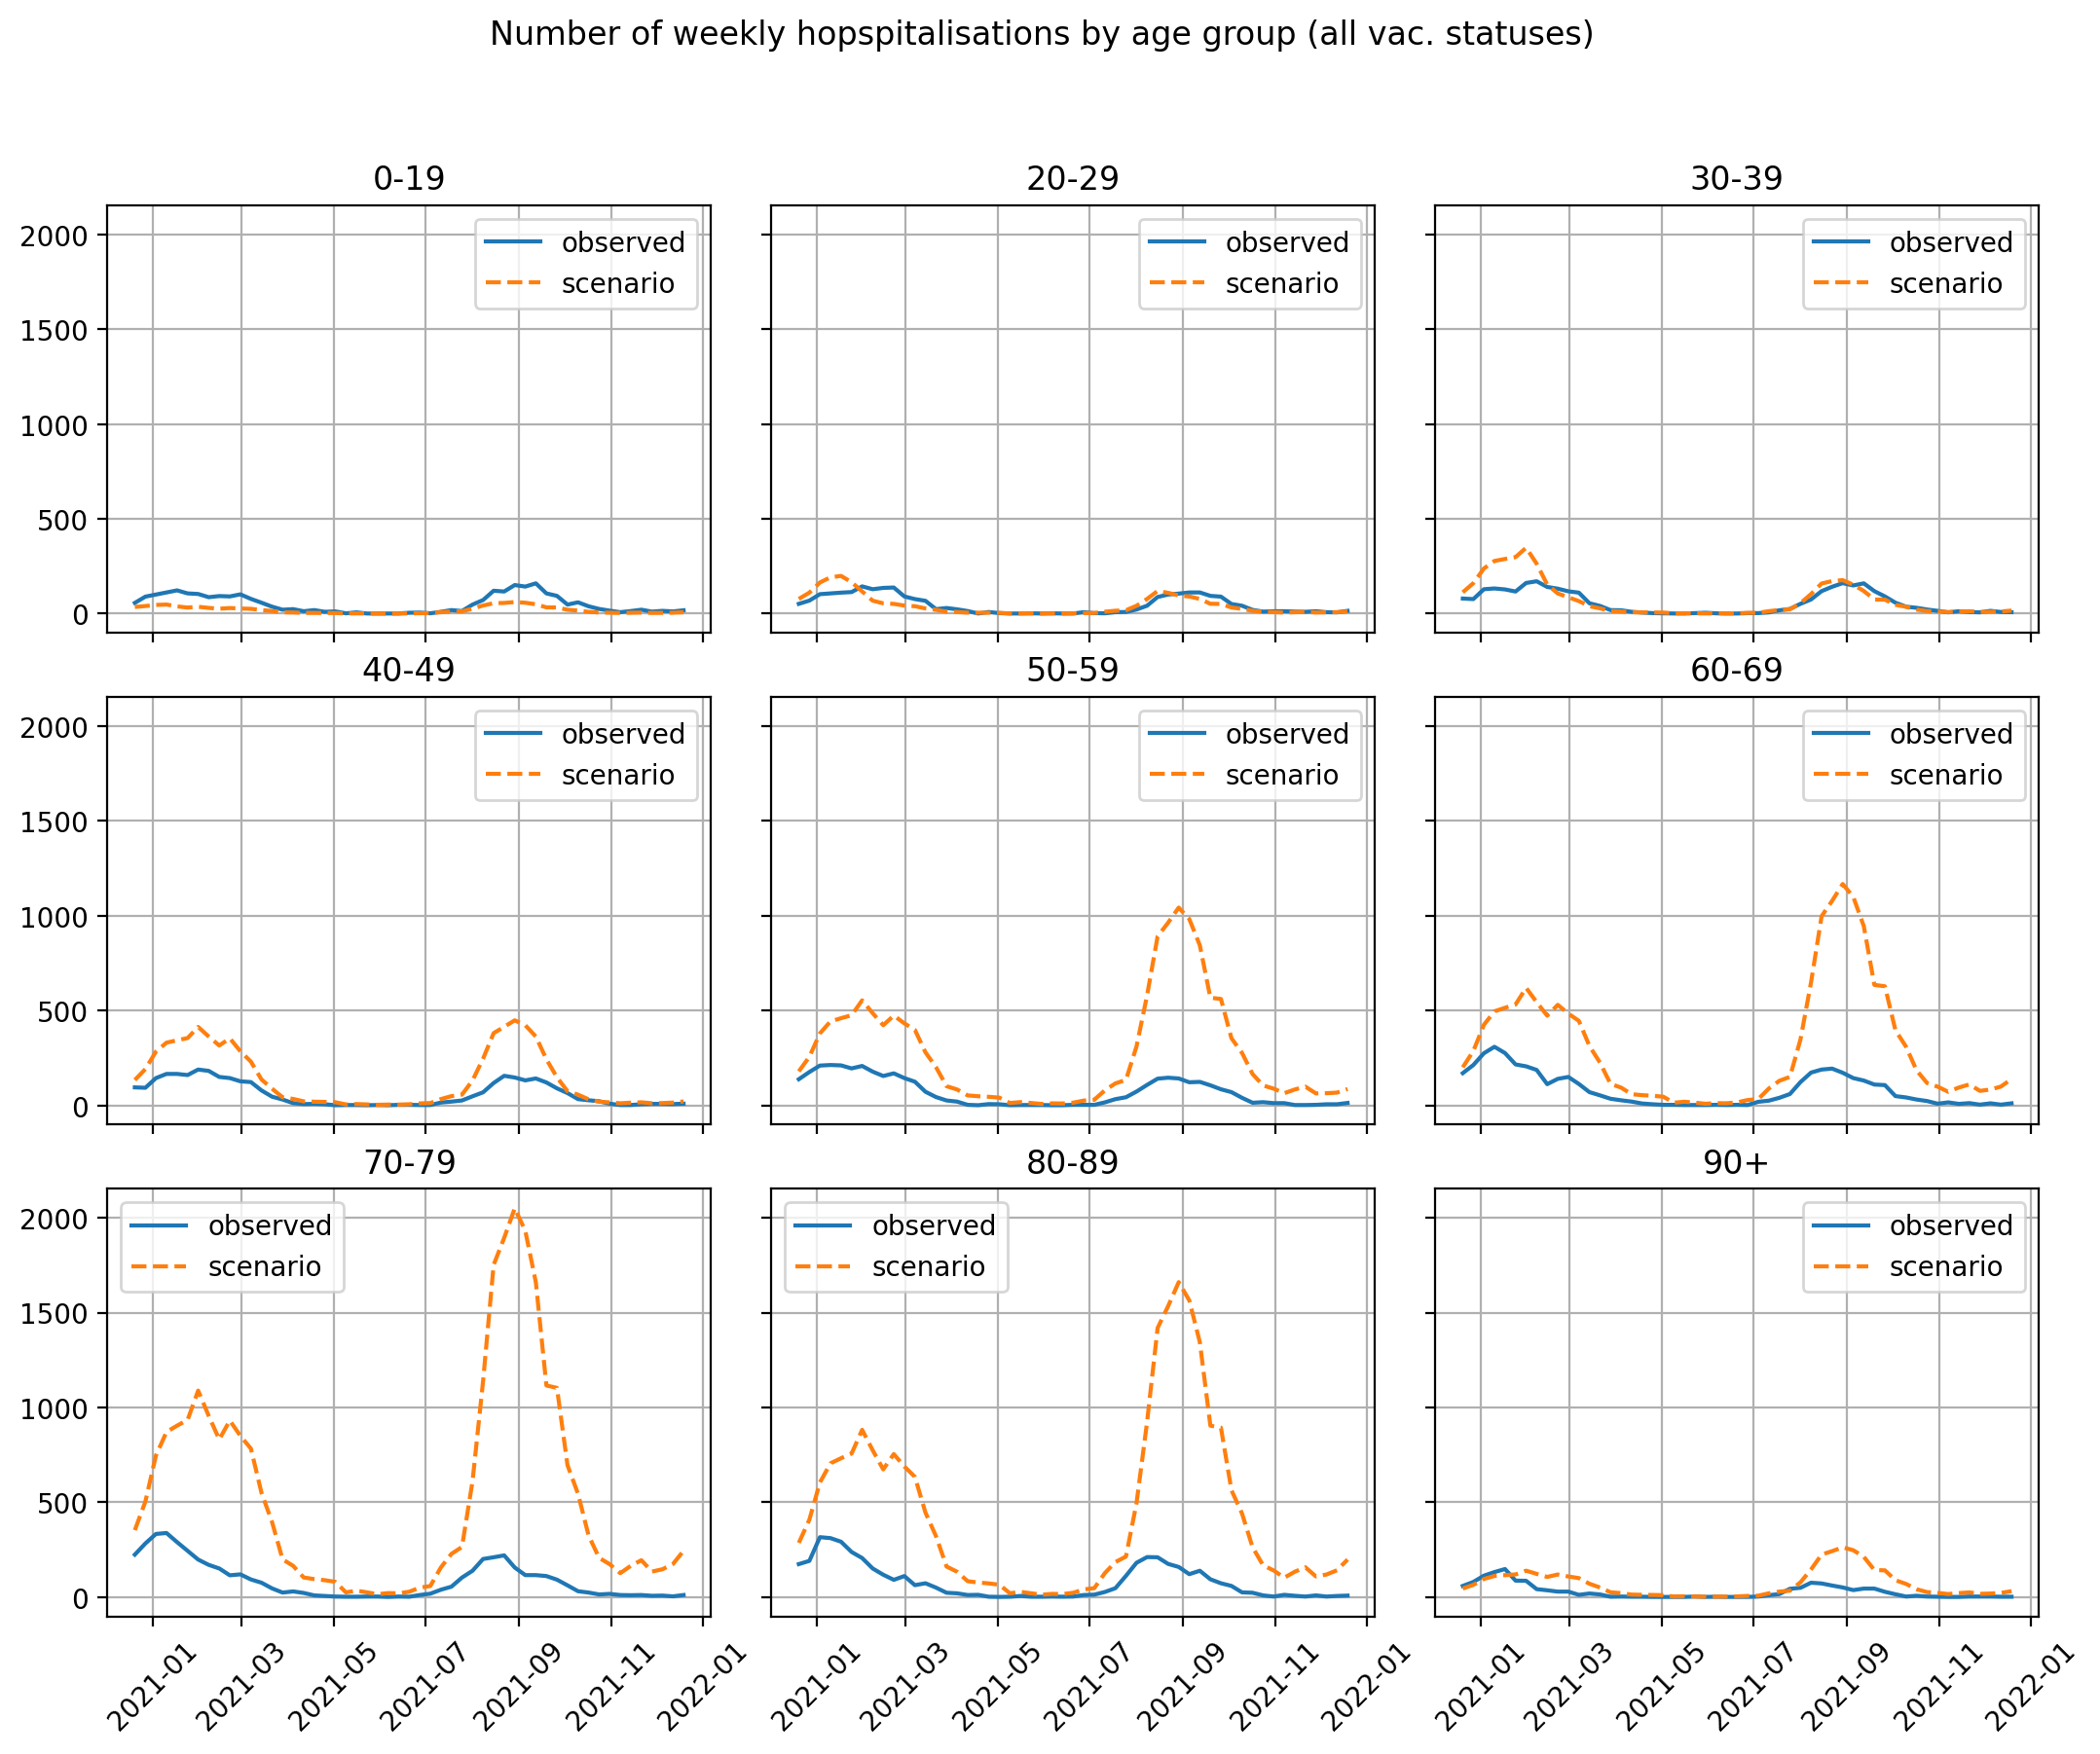 Number of weekly hopspitalisations by age group (all vac. statuses)
0-19
20-29
30-39
2000
1500
1000
500
0
observed
scenario
observed
scenario
observed
scenario
40-49
50-59
60-69
2000
1500
1000
500
0
observed
scenario
observed
scenario
observed
scenario
70-79
80-89
90+
2000
1500
1000
500
0
observed
scenario
observed
scenario
observed
scenario
2021-01
2021-03
2021-05
2021-07
2021-09
2021-11
2022-01
2021-01
2021-03
2021-05
2021-07
2021-09
2021-11
2022-01
2021-01
2021-03
2021-05
2021-07
2021-09
2021-11
2022-01